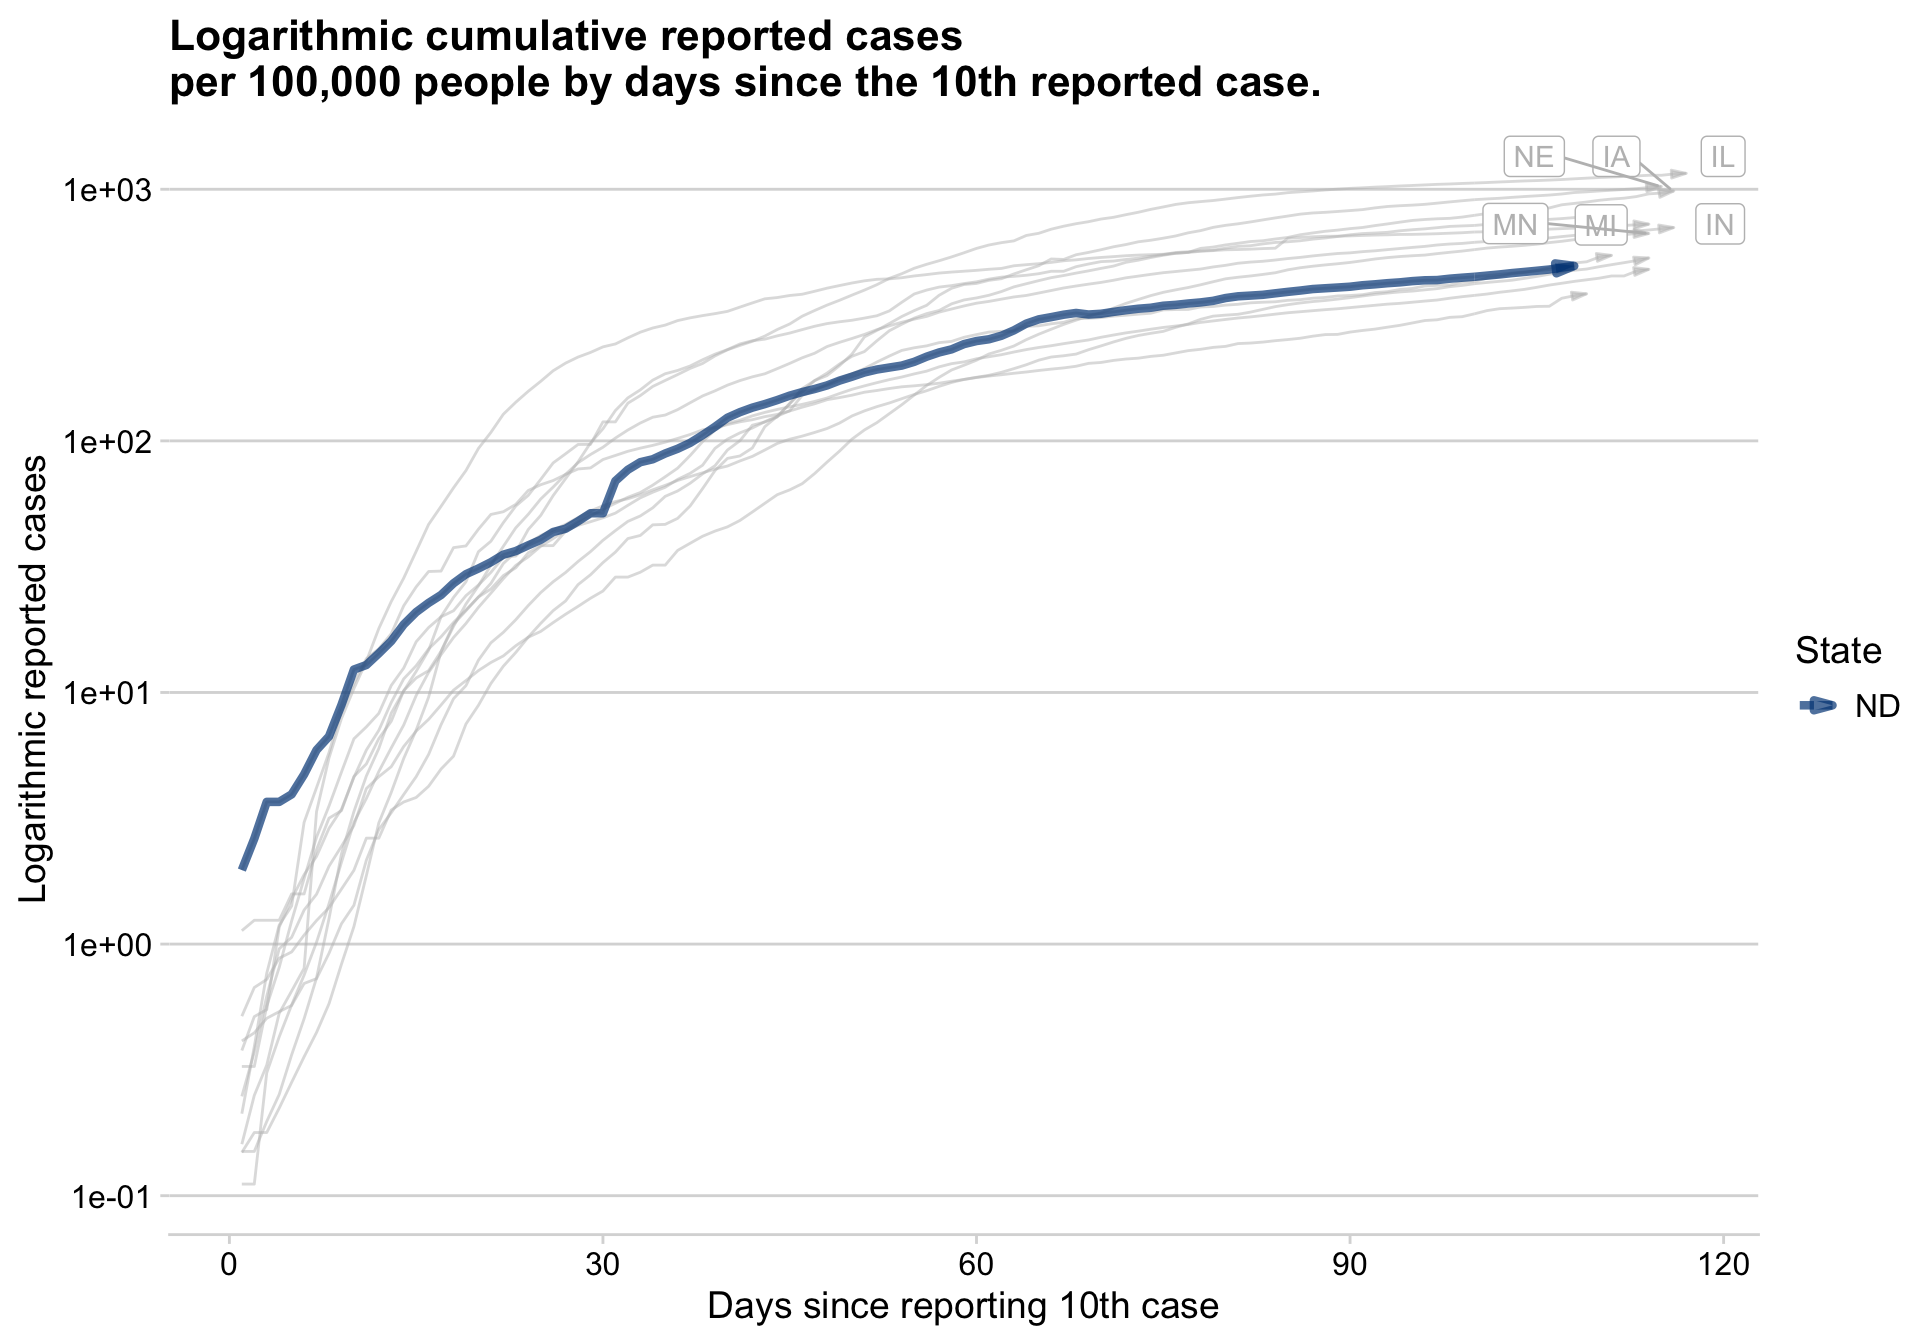 Logarithmic cumulative reported cases
per 100,000 people by days since the 10th reported case.
NE IA IL
MN MI IN
1e+03
1e+02
1e+01
1e+00
1e-01
Logarithmic reported cases
0 30 60 90 120
Days since reporting 10th case
State
ND